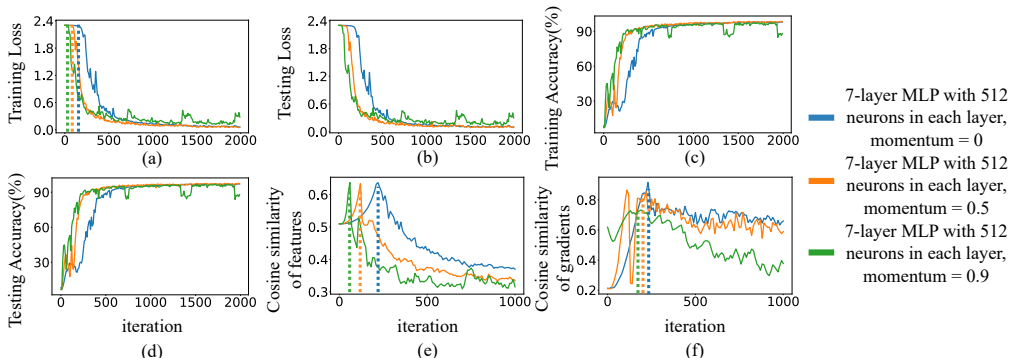 Training Loss
2.4
1.8
1.2
0.6
0.0
0
500
1000
1500
2000
(a)
Testing Loss
2.4
1.8
1.2
0.6
0.0
0
500
1000
1500
2000
(b)
Training Accuracy(%)
90
60
30
0
500
1000
1500
2000
(c)
Testing Accuracy(%)
90
60
30
0
500
1000
1500
2000
iteration
(d)
Cosine similarity
of features
0.6
0.5
0.4
0.3
0
500
1000
iteration
(e)
Cosine similarity
of gradients
0.8
0.6
0.4
0.2
0
500
1000
iteration
(f)
7-layer MLP with 512
neurons in each layer,
momentum = 0
7-layer MLP with 512
neurons in each layer,
momentum = 0.5
7-layer MLP with 512
neurons in each layer,
momentum = 0.9